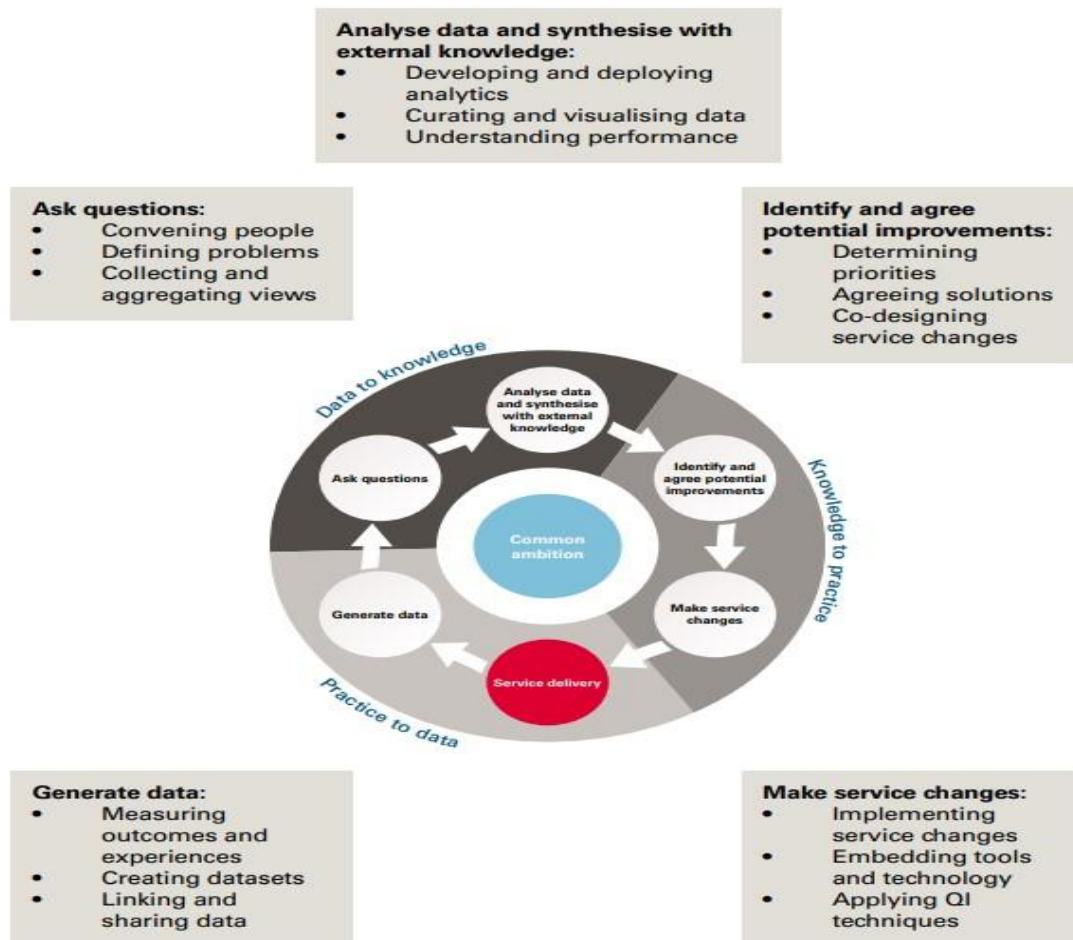 Analyse data and synthesise with
external knowledge:
• Developing and deploying
analytics
• Curating and visualising data
• Understanding performance
Ask questions:
• Convening people
• Defining problems
• Collecting and
aggregating views
Identify and agree
potential improvements:
• Determining
priorities
• Agreeing solutions
• Co-designing
service changes
Data to knowledge
Analyse data
and synthesise
with external
knowledge
Ask questions
Identify and
agree potential
improvements
Knowledge to practice
Common
ambition
Generate data
Make service
changes
Service delivery
Practice to data
Generate data:
• Measuring
outcomes and
experiences
• Creating datasets
• Linking and
sharing data
Make service changes:
• Implementing
service changes
• Embedding tools
and technology
• Applying QI
techniques